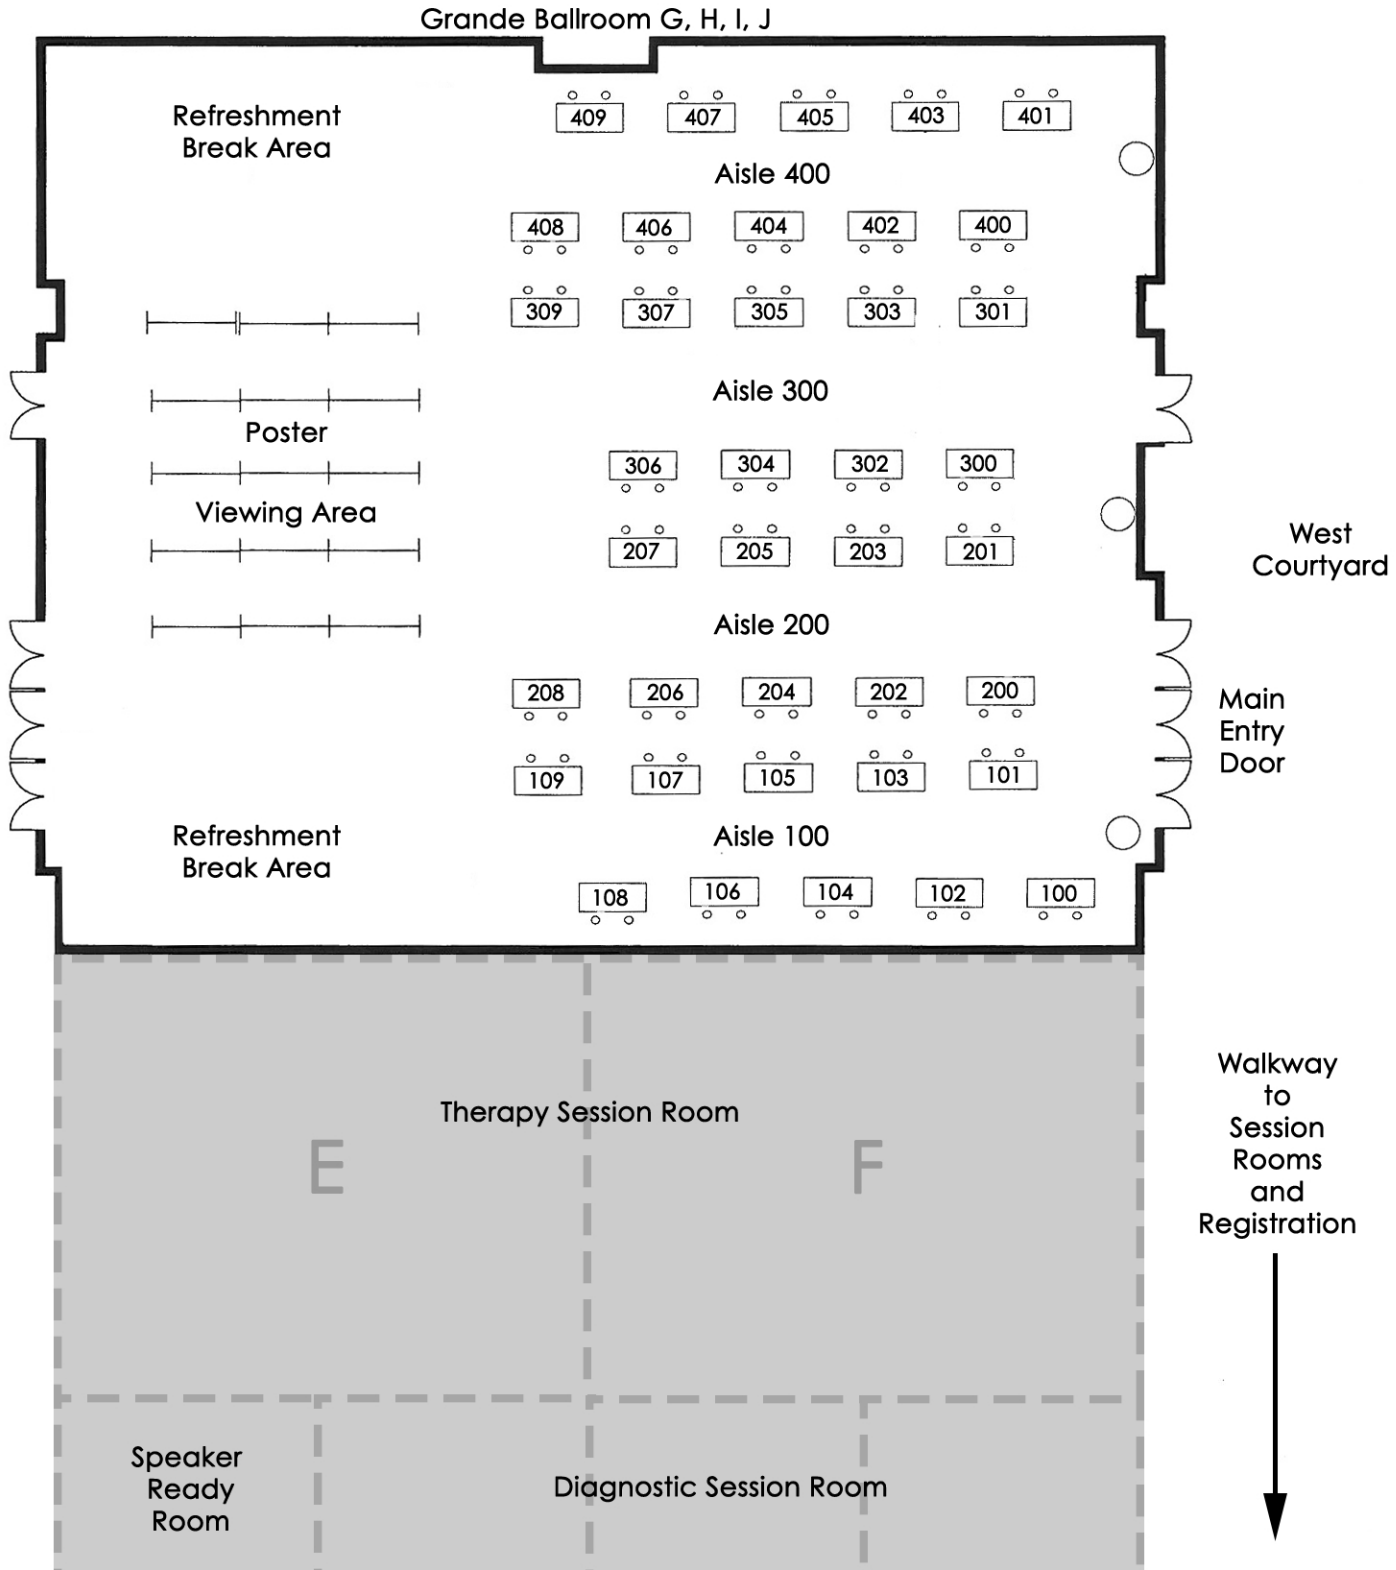 Grande Ballroom G, H, I, J
Refreshment
Break Area
409 407 405 403 401
Aisle 400
408 406 404 402 400
309 307 305 303 301
Aisle 300
Poster
306 304 302 300
Viewing Area
207 205 203 201
West
Courtyard
Aisle 200
208 206 204 202 200
Main
Entry
Door
109 107 105 103 101
Refreshment
Break Area
Aisle 100
108 106 104 102 100
Therapy Session Room
E F
Walkway
to
Session
Rooms
and
Registration
Speaker
Ready
Room
Diagnostic Session Room